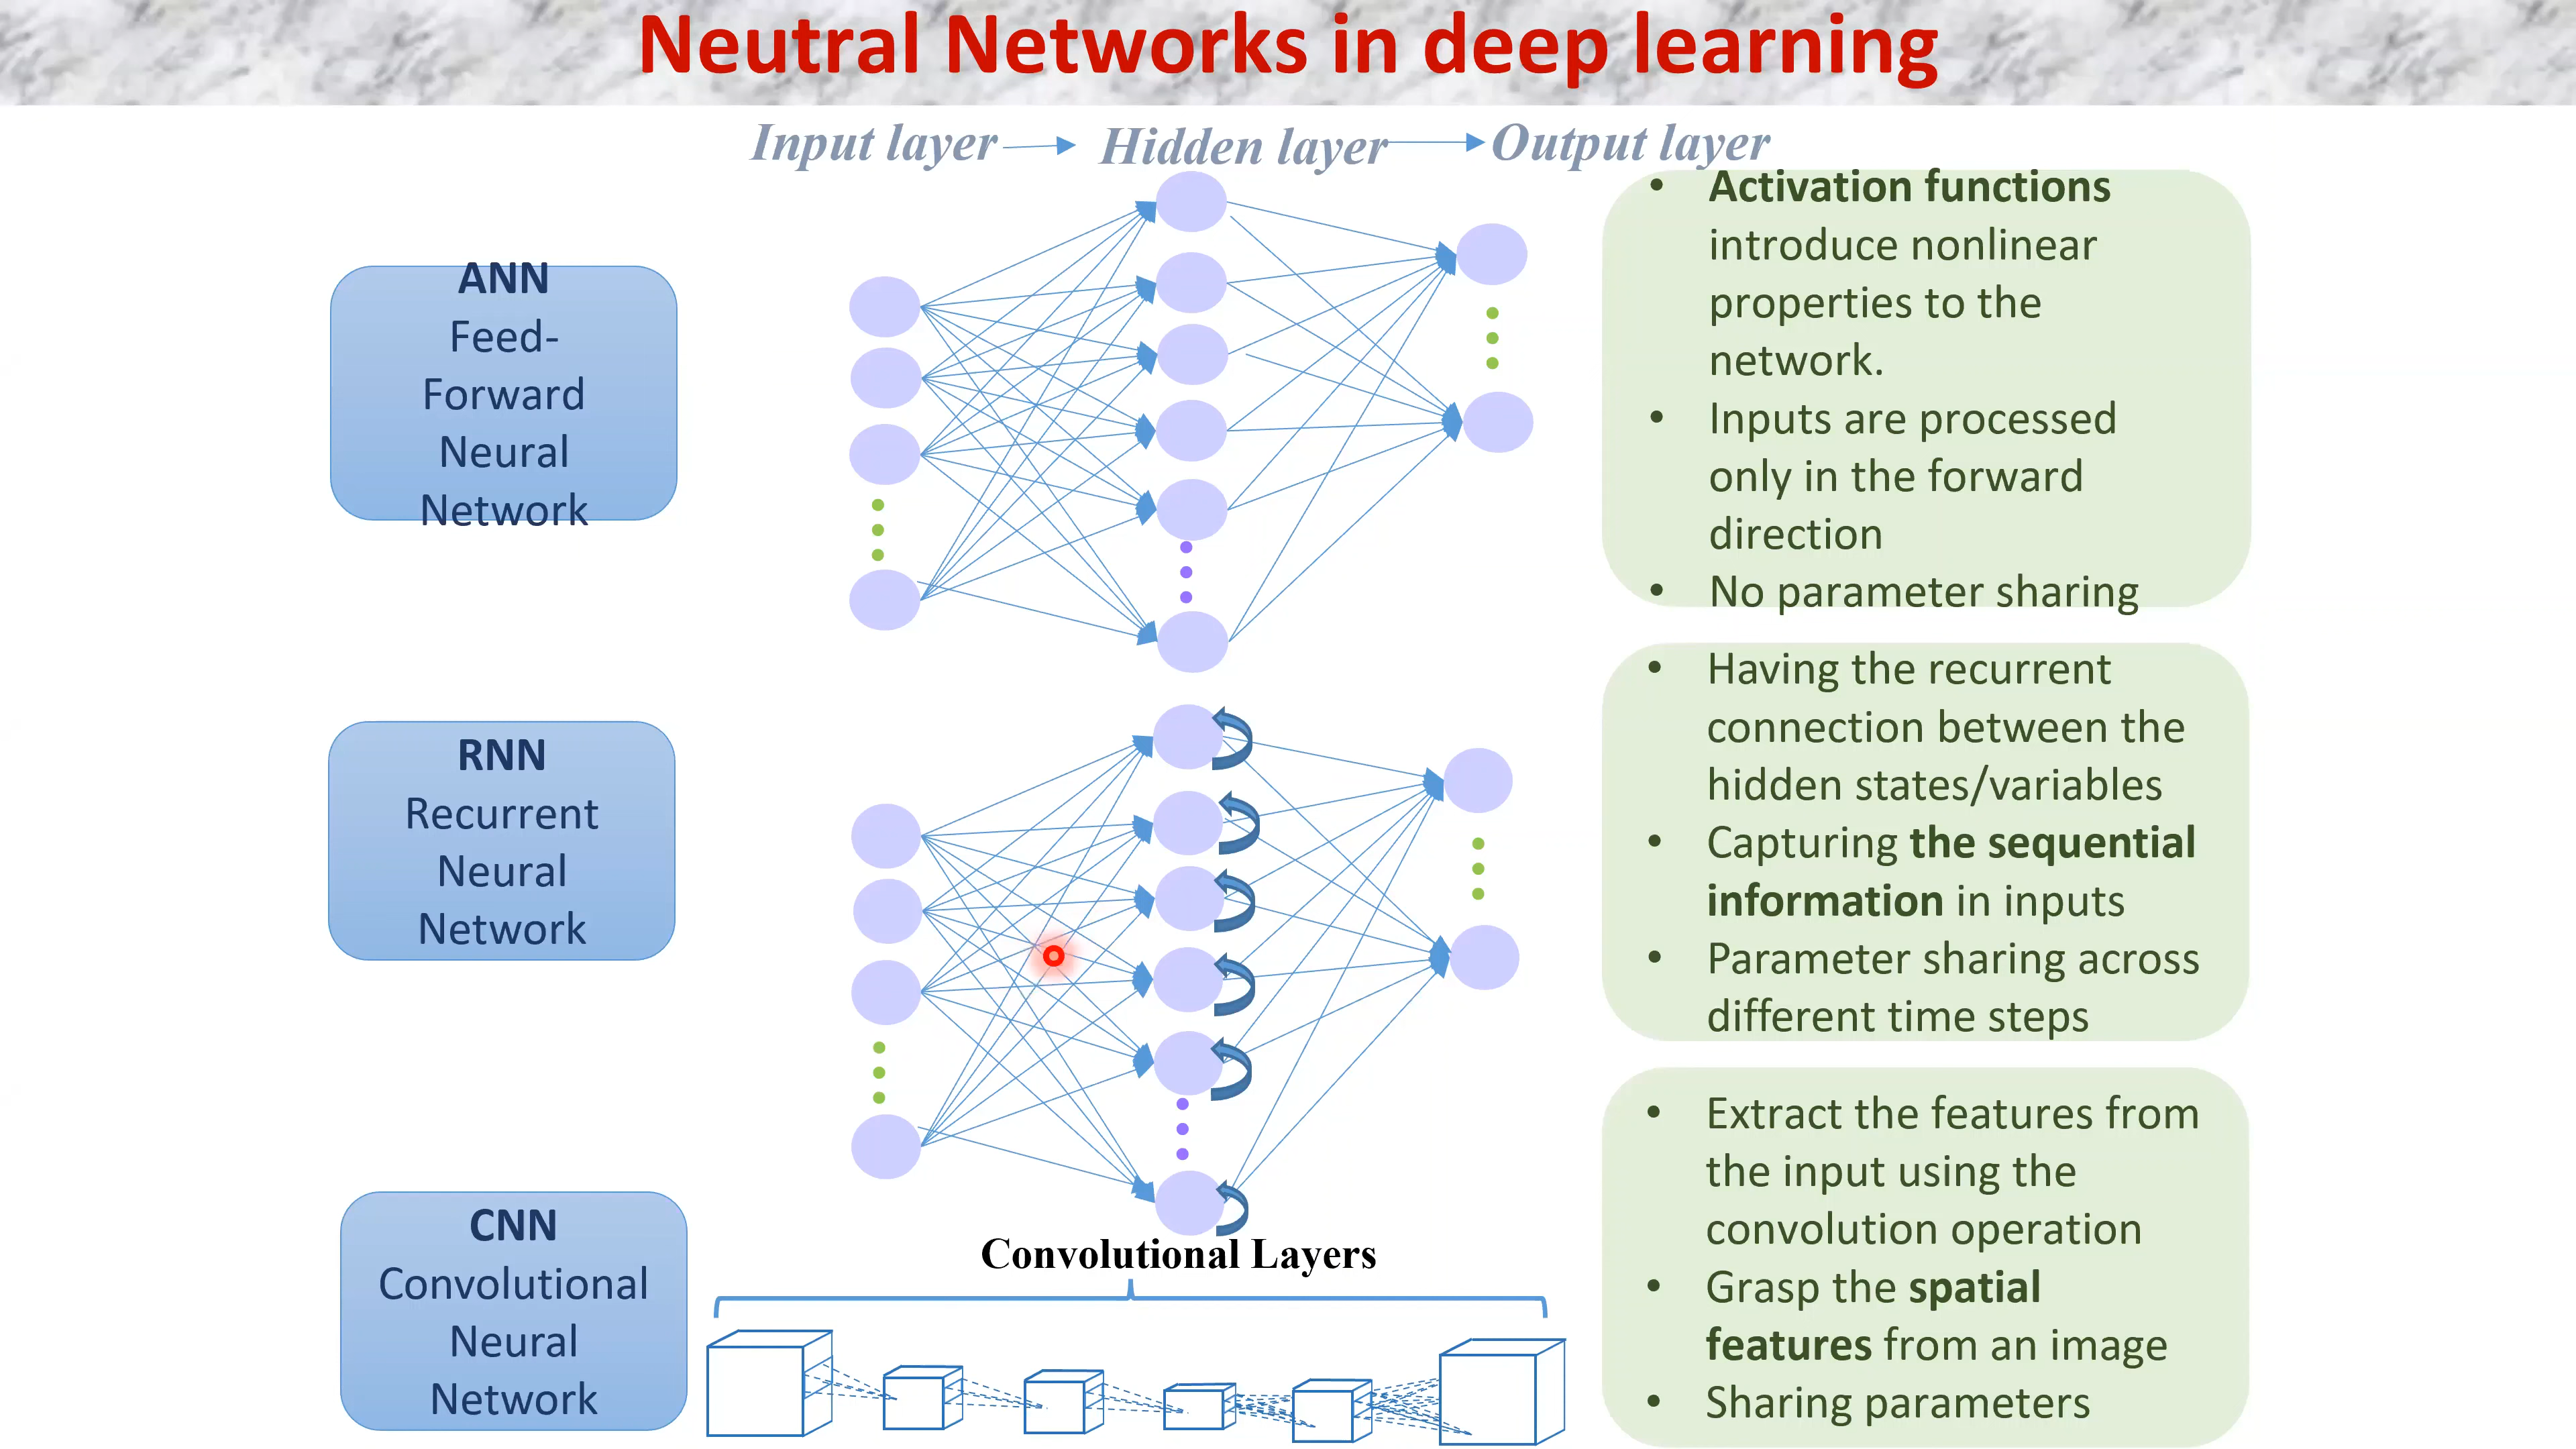 Neutral Networks in deep learning
Input layer
Hidden layer
Output layer
ANN
Feed-
Forward
Neural
Network
• Activation functions
introduce nonlinear
properties to the
network.
• Inputs are processed
only in the forward
direction
• No parameter sharing
RNN
Recurrent
Neural
Network
• Having the recurrent
connection between the
hidden states/variables
• Capturing the sequential
information in inputs
• Parameter sharing across
different time steps
CNN
Convolutional
Neural
Network
Convolutional Layers
• Extract the features from
the input using the
convolution operation
• Grasp the spatial
features from an image
• Sharing parameters